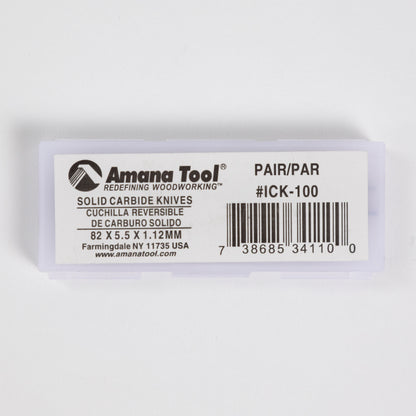 Amana Tool®
REDEFINING WOODWORKING™
SOLID CARBIDE KNIVES
CUCHILLA REVERSIBLE
DE CARBURO SOLIDO
82 X 5.5 X 1.12MM
Farmingdale NY 11735 USA
www.amanatool.com
PAIR/PAR
#ICK-100
7 38685 34110 0